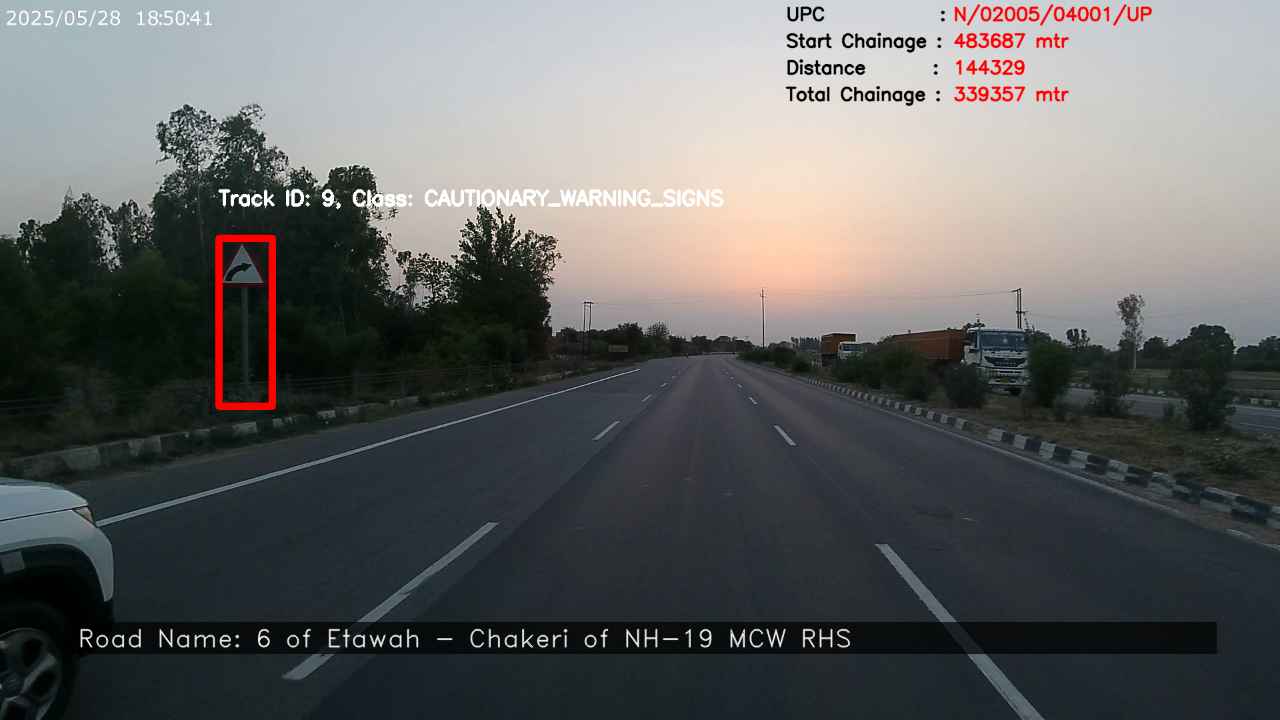 2025/05/28 18:50:41
UPC : N/02005/04001/UP
Start Chainage : 483687 mtr
Distance : 144329
Total Chainage : 339357 mtr
Track ID: 9, Class: CAUTIONARY_WARNING_SIGNS
Road Name: 6 of Etawah - Chakeri of NH-19 MCW RHS